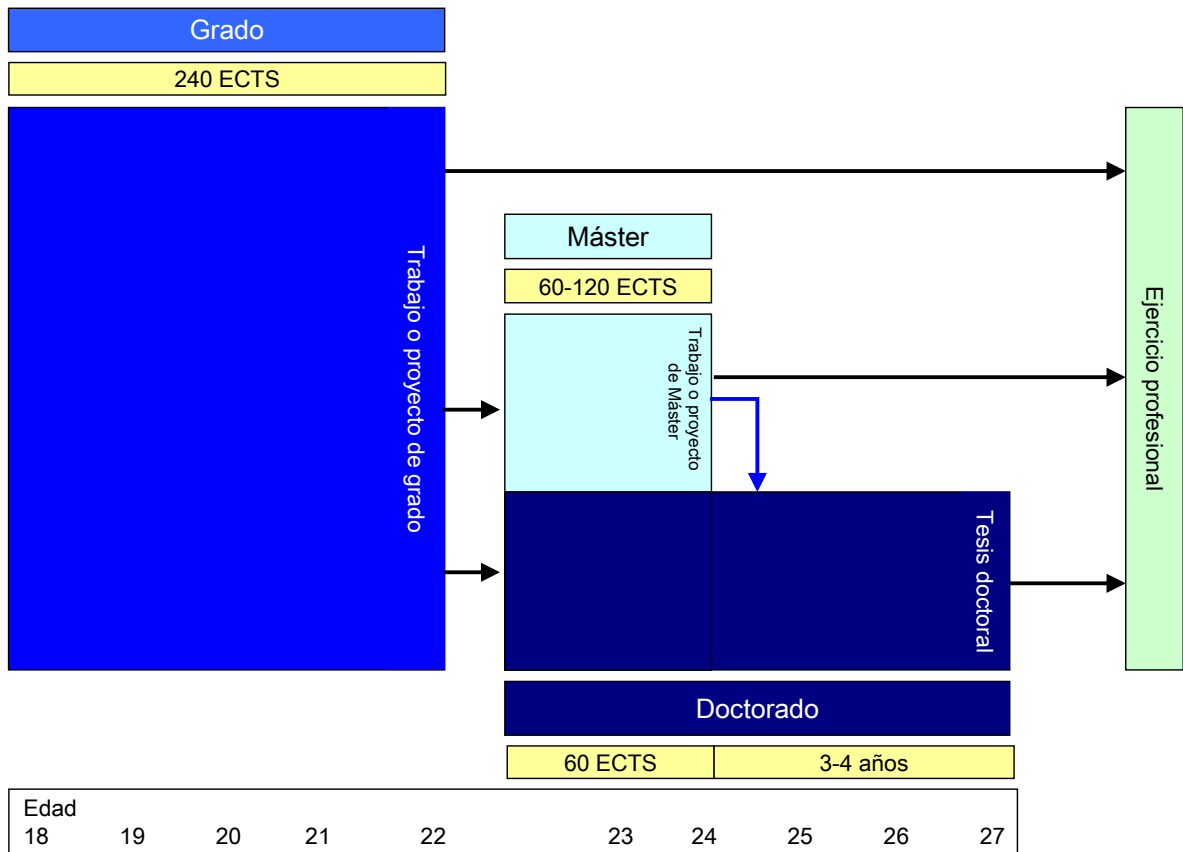 Grado
240 ECTS
Trabajo o proyecto de grado
Máster
60-120 ECTS
Trabajo o proyecto
de Máster
Ejercicio profesional
Tesis doctoral
Doctorado
60 ECTS
3-4 años
Edad
18 19 20 21 22 23 24 25 26 27